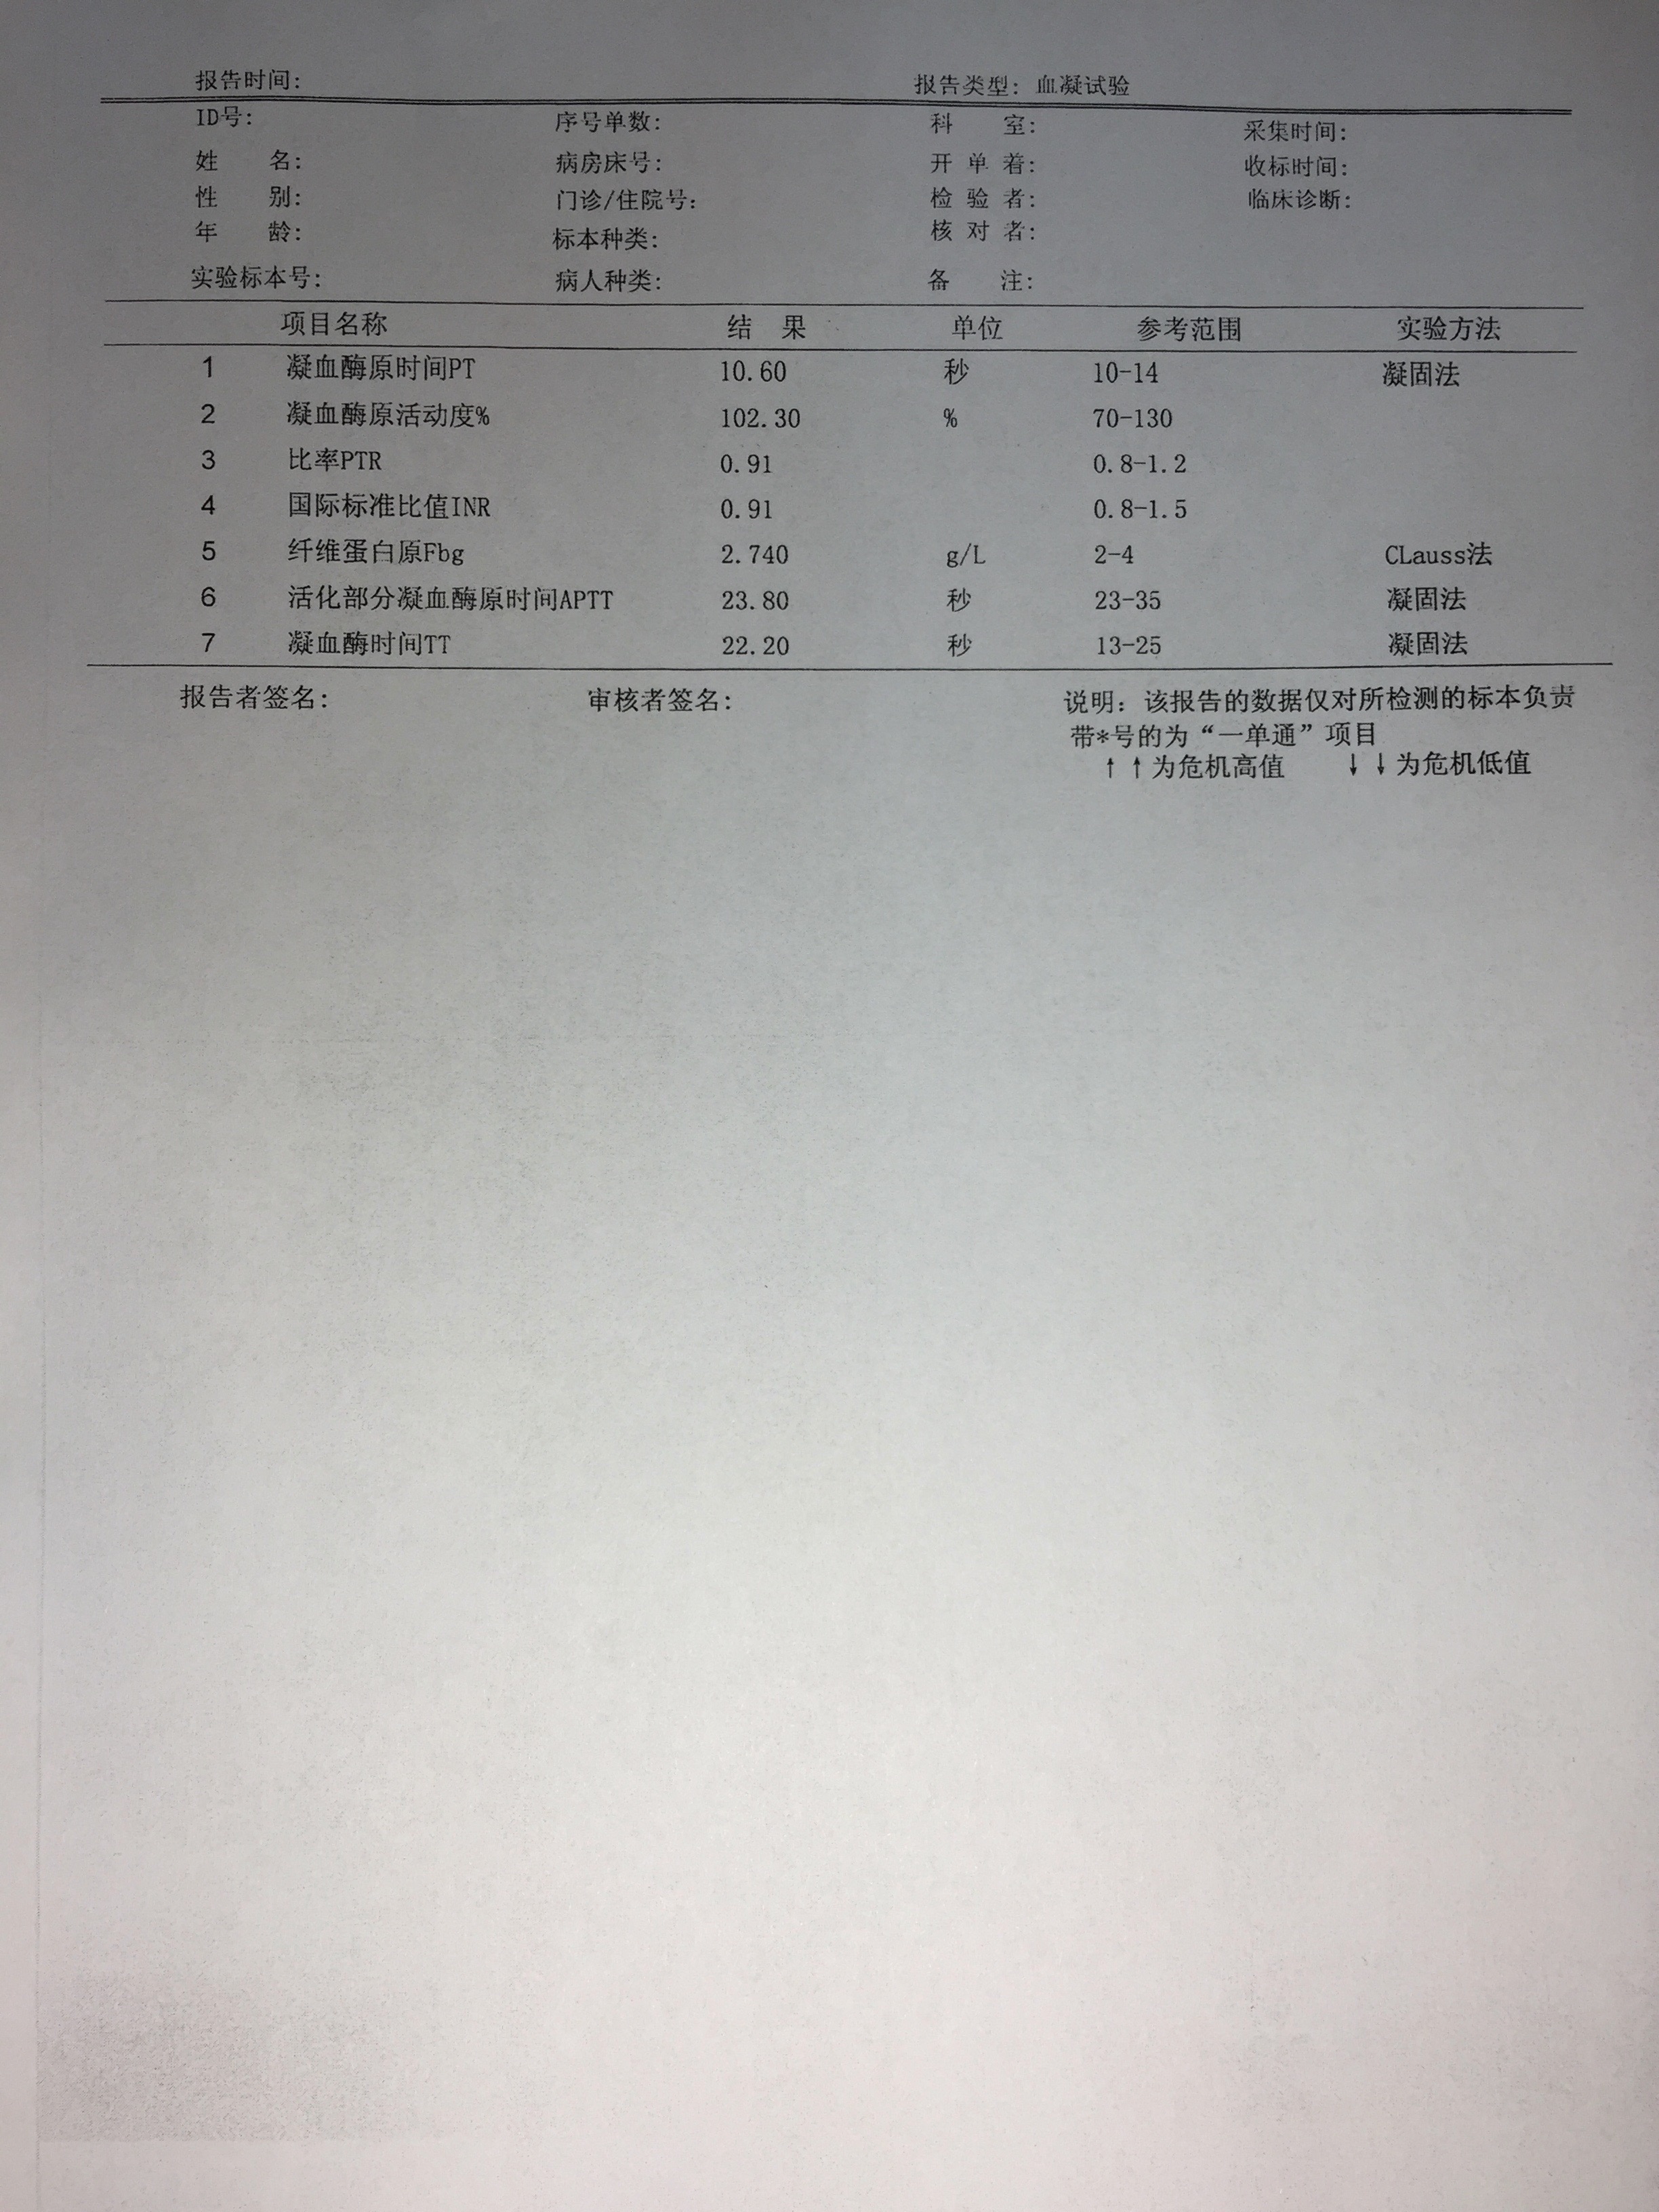 报告时间: 报告类型: 血凝试验
ID号: 序号单数: 科 室: 采集时间:
姓 名: 病房床号: 开 单 着: 收标时间:
性 别: 门诊/住院号: 检 验 者: 临床诊断:
年 龄: 标本种类: 核 对 者:
实验标本号: 病人种类: 备 注:
项目名称 结 果 单位 参考范围 实验方法
1 凝血酶原时间PT 10.60 秒 10-14 凝固法
2 凝血酶原活动度% 102.30 % 70-130
3 比率PTR 0.91 0.8-1.2
4 国际标准比值INR 0.91 0.8-1.5
5 纤维蛋白原Fbg 2.740 g/L 2-4 CLauss法
6 活化部分凝血酶原时间APTT 23.80 秒 23-35 凝固法
7 凝血酶时间TT 22.20 秒 13-25 凝固法
报告者签名: 审核者签名: 说明: 该报告的数据仅对所检测的标本负责
带*号的为“一单通”项目
↑↑为危机高值 ↓↓为危机低值